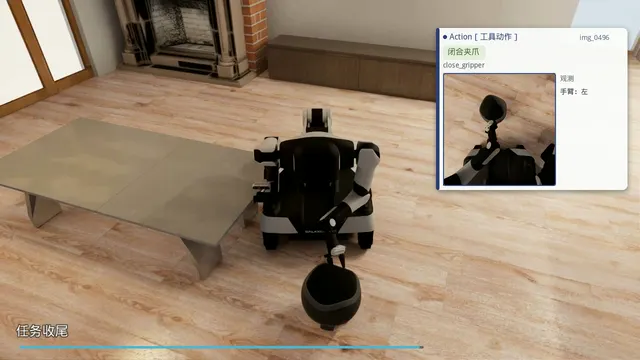 Action [ 工具动作 ]
img_0496
闭合夹爪
close_gripper
观测
手臂: 左
任务收尾